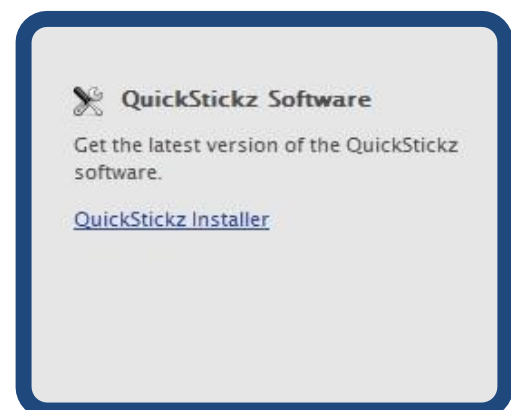 QuickStickz Software
Get the latest version of the QuickStickz
software.
QuickStickz Installer